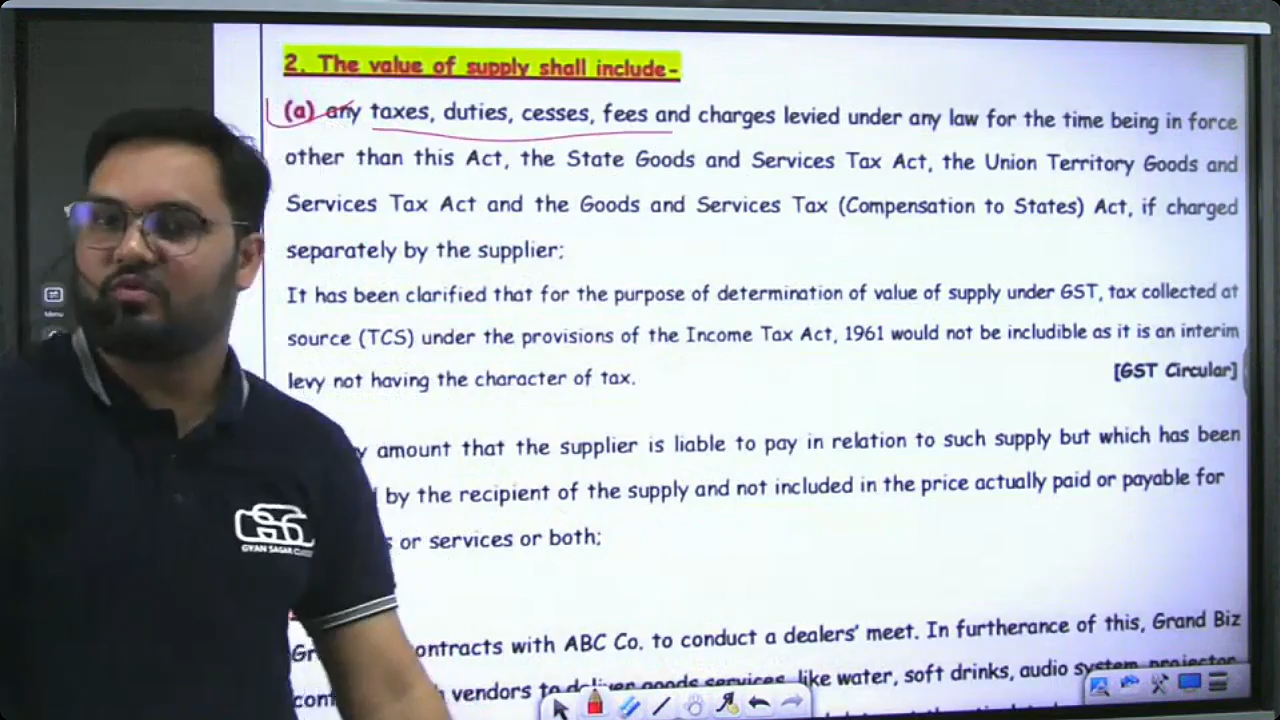 2. The value of supply shall include-
(a) any taxes, duties, cesses, fees and charges levied under any law for the time being in force
other than this Act, the State Goods and Services Tax Act, the Union Territory Goods and
Services Tax Act and the Goods and Services Tax (Compensation to States) Act, if charged
separately by the supplier;
It has been clarified that for the purpose of determination of value of supply under GST, tax collected at
source (TCS) under the provisions of the Income Tax Act, 1961 would not be includible as it is an interim
levy not having the character of tax.
[GST Circular]
amount that the supplier is liable to pay in relation to such supply but which has been
by the recipient of the supply and not included in the price actually paid or payable for
or services or both;
contracts with ABC Co. to conduct a dealers' meet. In furtherance of this, Grand Biz
vendors to deliver goods services, like water, soft drinks, audio system, projector
Menu
GSC
GYAN SAGAR